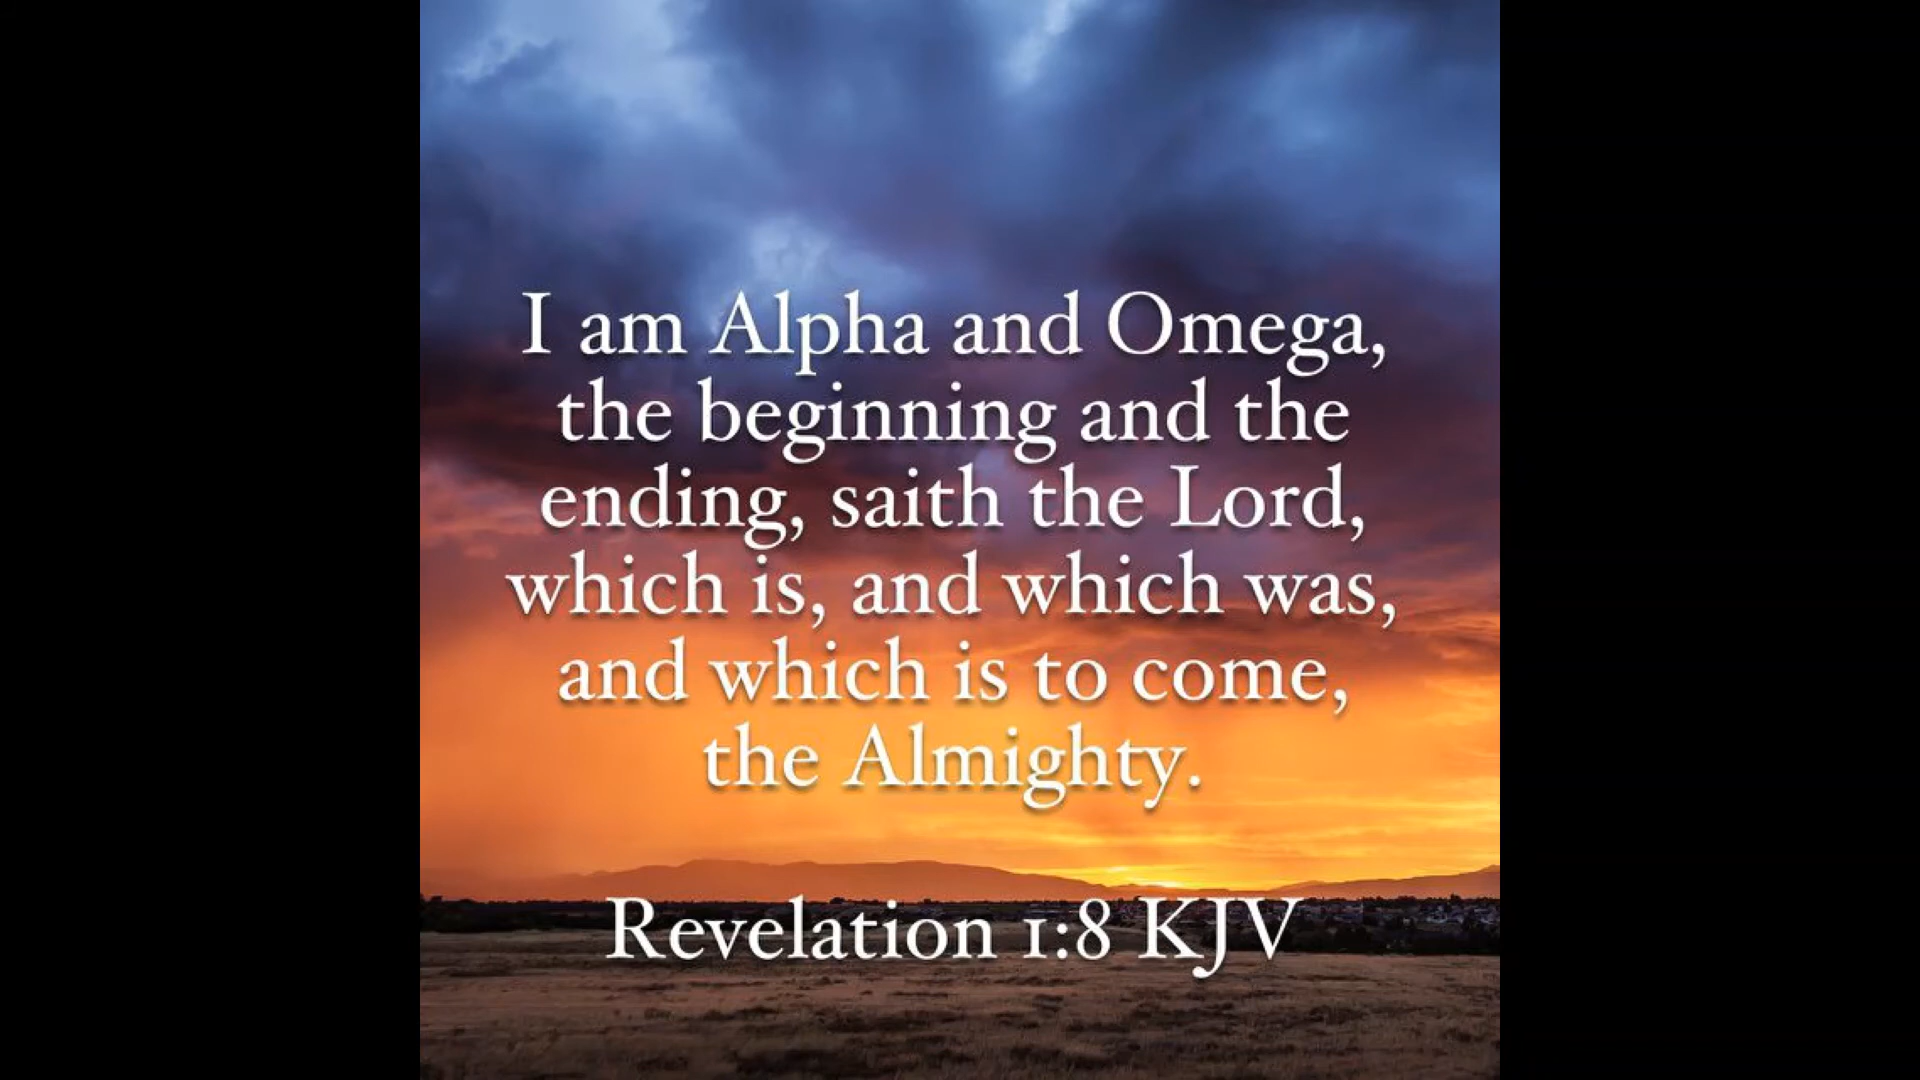 I am Alpha and Omega,
the beginning and the
ending, saith the Lord,
which is, and which was,
and which is to come,
the Almighty.
Revelation 1:8 KJV